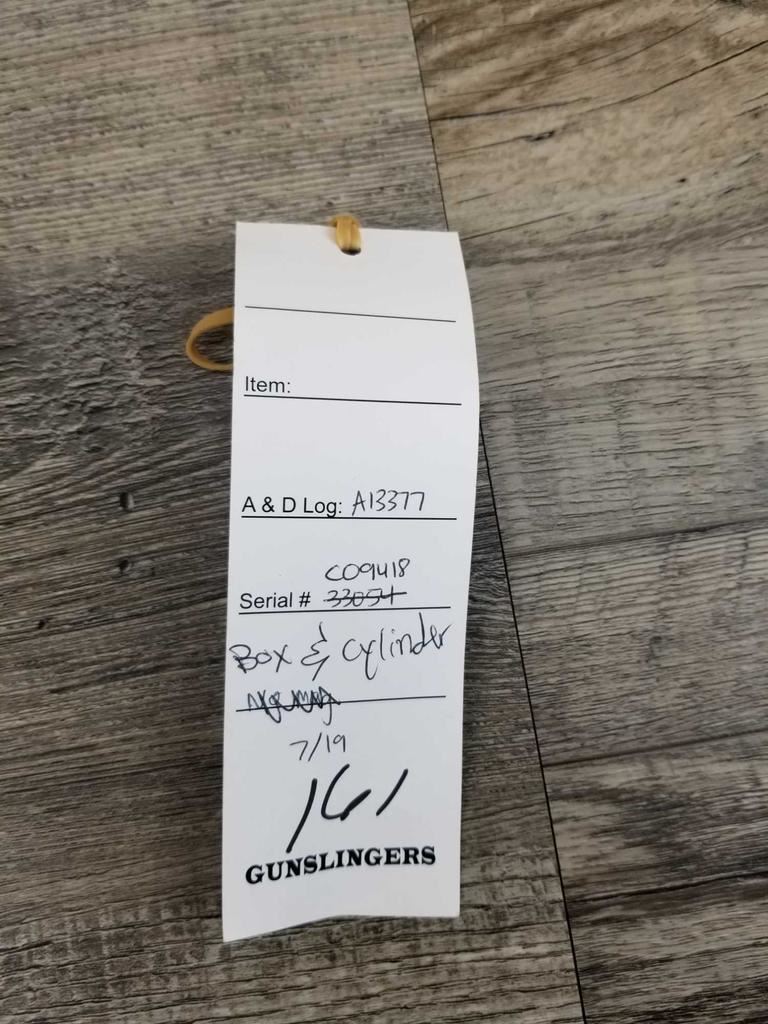 Item:
A & D Log: A13377
C09418
Serial # 33054
Box & Cylinder
7/19
161
GUNSLINGERS